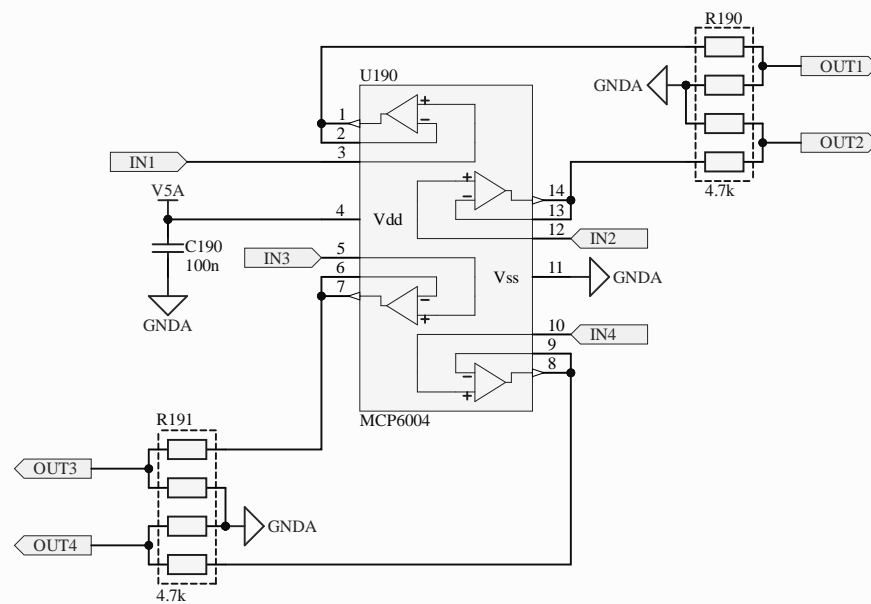 R190
OUT1
GNDA
OUT2
4.7k
U190
1
2
3
IN1
V5A
4
Vdd
14
13
12
IN2
C190
100n
GNDA
IN3
5
6
7
Vss
11
GNDA
10
IN4
9
8
MCP6004
R191
OUT3
GNDA
OUT4
4.7k